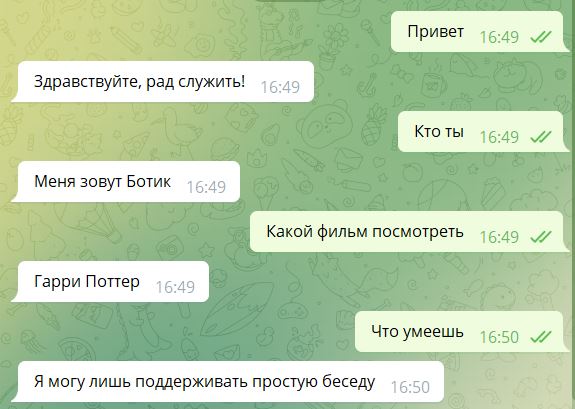 Привет 16:49
Здравствуйте, рад служить! 16:49
Кто ты 16:49
Меня зовут Ботик 16:49
Какой фильм посмотреть 16:49
Гарри Поттер 16:49
Что умеешь 16:50
Я могу лишь поддерживать простую беседу 16:50